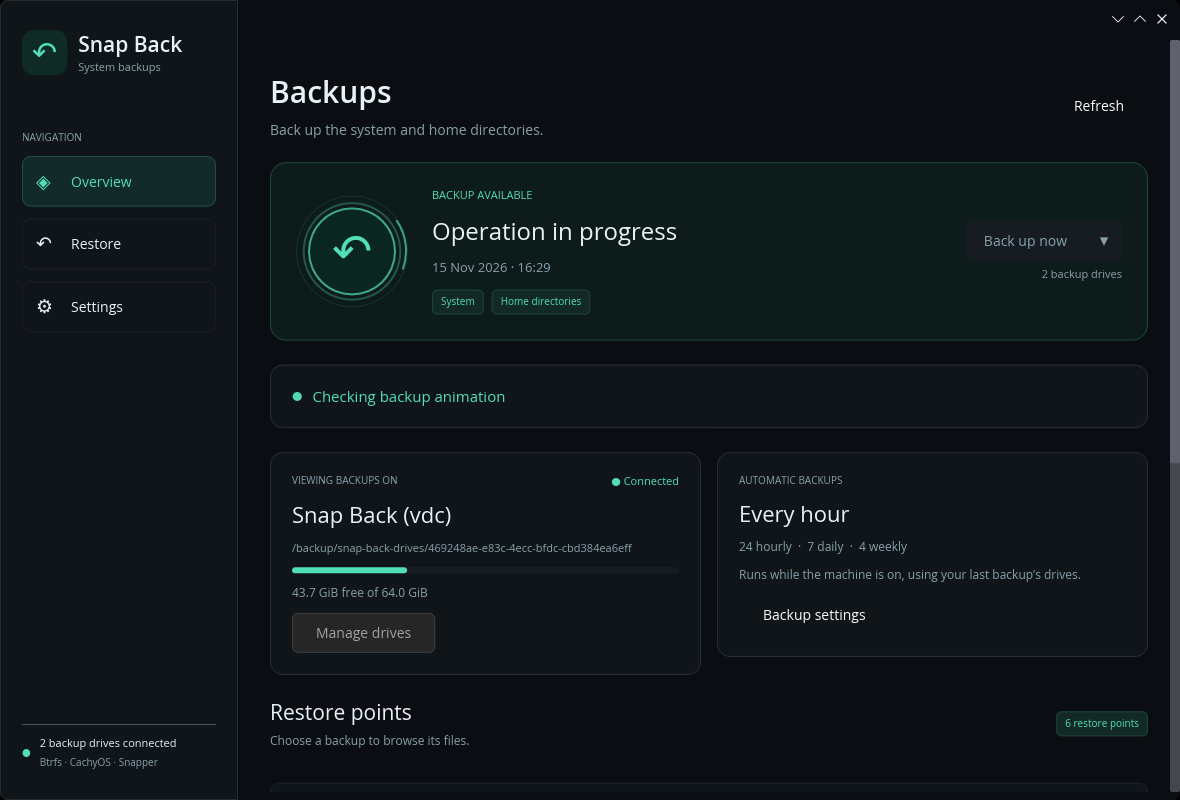 Snap Back
System backups
NAVIGATION
Overview
Restore
Settings
2 backup drives connected
Btrfs · CachyOS · Snapper
Backups
Back up the system and home directories.
Refresh
BACKUP AVAILABLE
Operation in progress
15 Nov 2026 · 16:29
System
Home directories
Back up now
2 backup drives
Checking backup animation
VIEWING BACKUPS ON
Connected
Snap Back (vdc)
/backup/snap-back-drives/469248ae-e83c-4ecc-bfdc-cbd384ea6eff
43.7 GiB free of 64.0 GiB
Manage drives
AUTOMATIC BACKUPS
Every hour
24 hourly · 7 daily · 4 weekly
Runs while the machine is on, using your last backup’s drives.
Backup settings
Restore points
Choose a backup to browse its files.
6 restore points